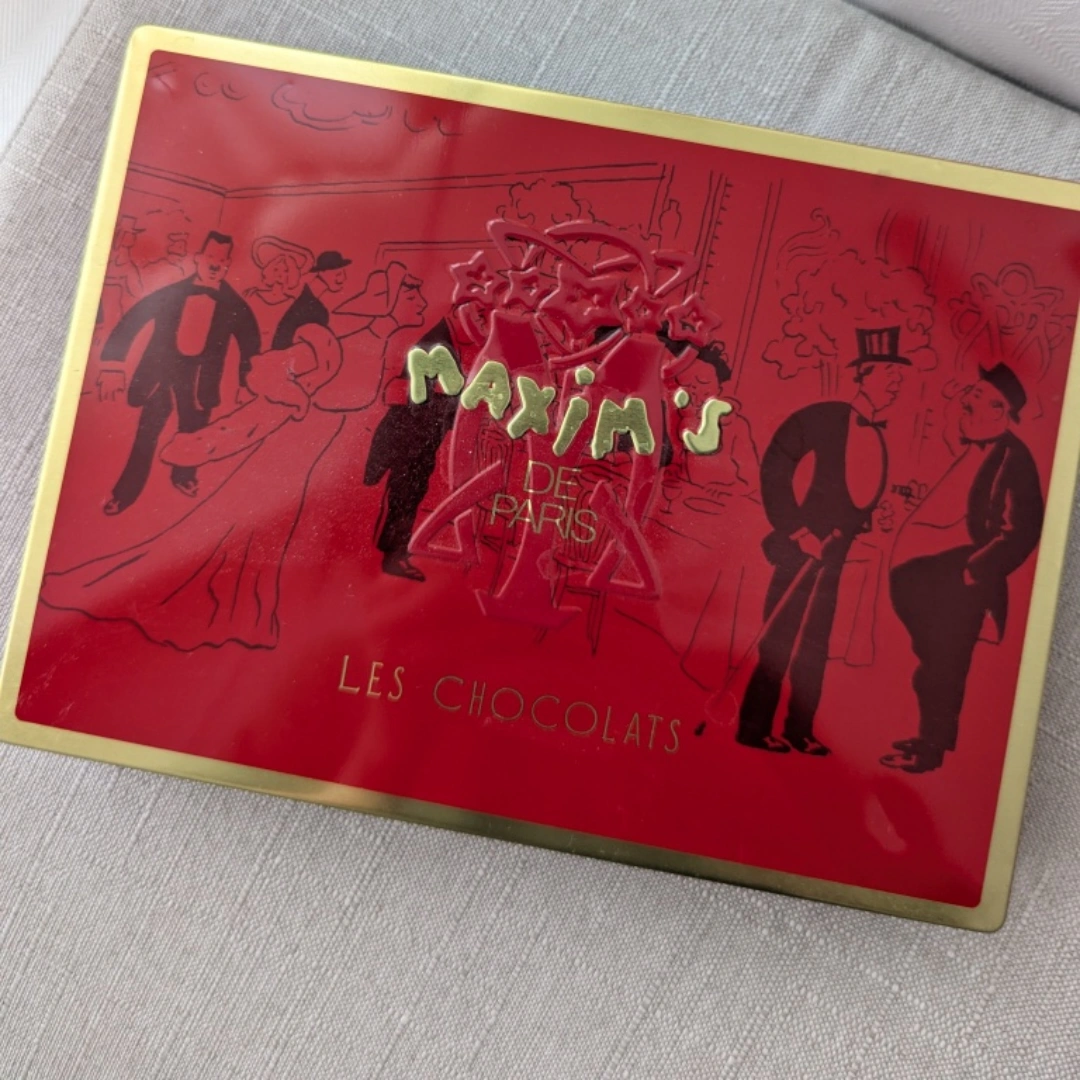 MAXiM'S
DE
PARIS
LES CHOCOLATS